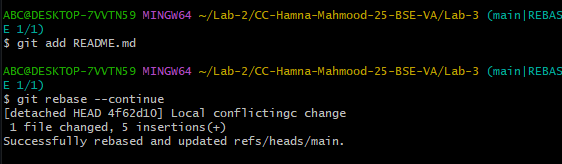 ABC@DESKTOP-7VVTN59 MINGW64 ~/Lab-2/CC-Hamna-Mahmood-25-BSE-VA/Lab-3 (main|REBAS
E 1/1)
$ git add README.md
ABC@DESKTOP-7VVTN59 MINGW64 ~/Lab-2/CC-Hamna-Mahmood-25-BSE-VA/Lab-3 (main|REBAS
E 1/1)
$ git rebase --continue
[detached HEAD 4f62d10] Local conflictingc change
 1 file changed, 5 insertions(+)
Successfully rebased and updated refs/heads/main.